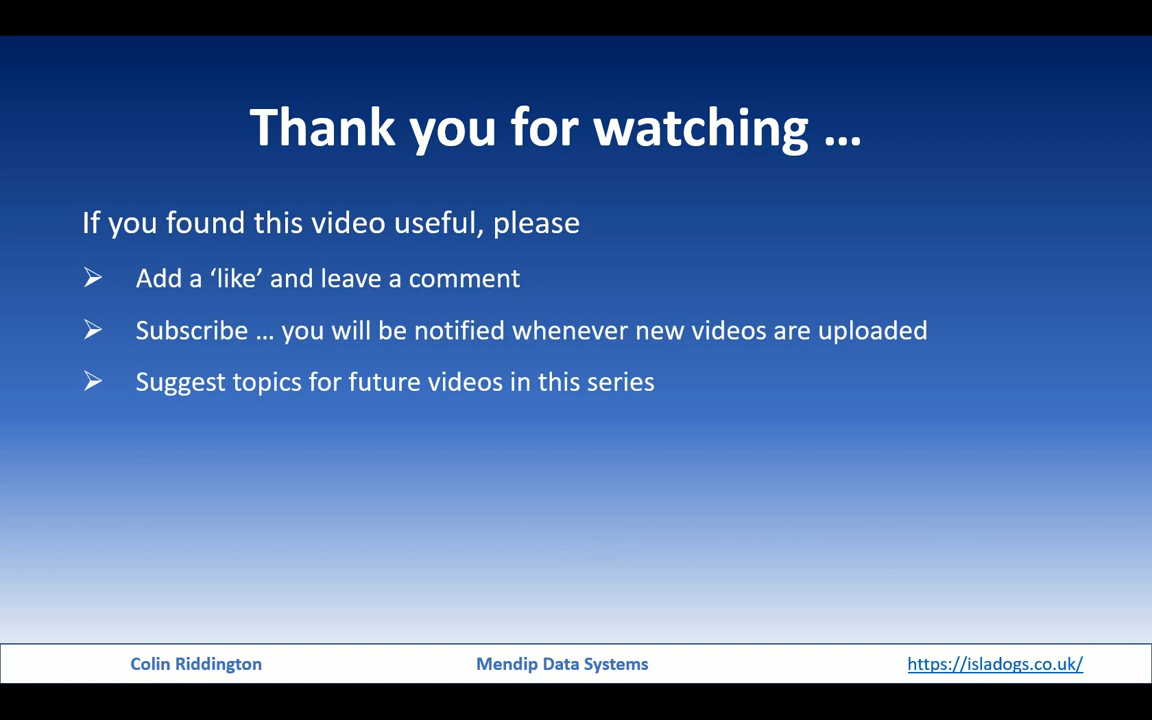 Thank you for watching ...
If you found this video useful, please
➢ Add a ‘like’ and leave a comment
➢ Subscribe ... you will be notified whenever new videos are uploaded
➢ Suggest topics for future videos in this series
Colin Riddington Mendip Data Systems https://isladogs.co.uk/